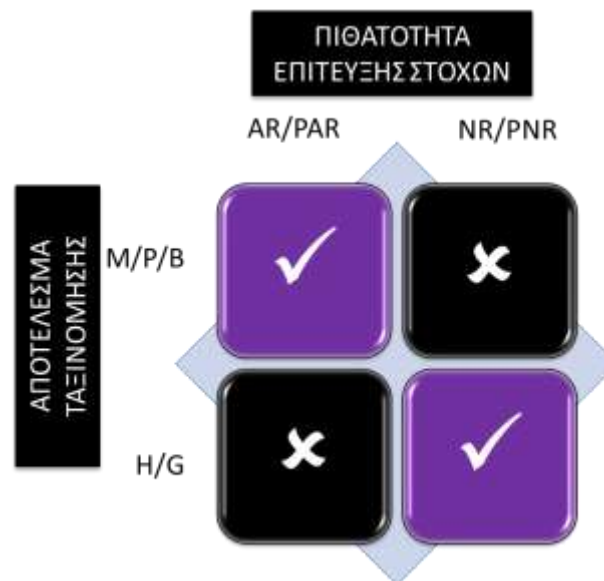 ΠΙΘΑΤΟΤΗΤΑ
ΕΠΙΤΕΥΞΗΣ ΣΤΟΧΩΝ
AR/PAR
NR/PNR
ΑΠΟΤΕΛΕΣΜΑ
ΤΑΞΙΝΟΜΗΣΗΣ
M/P/B
H/G